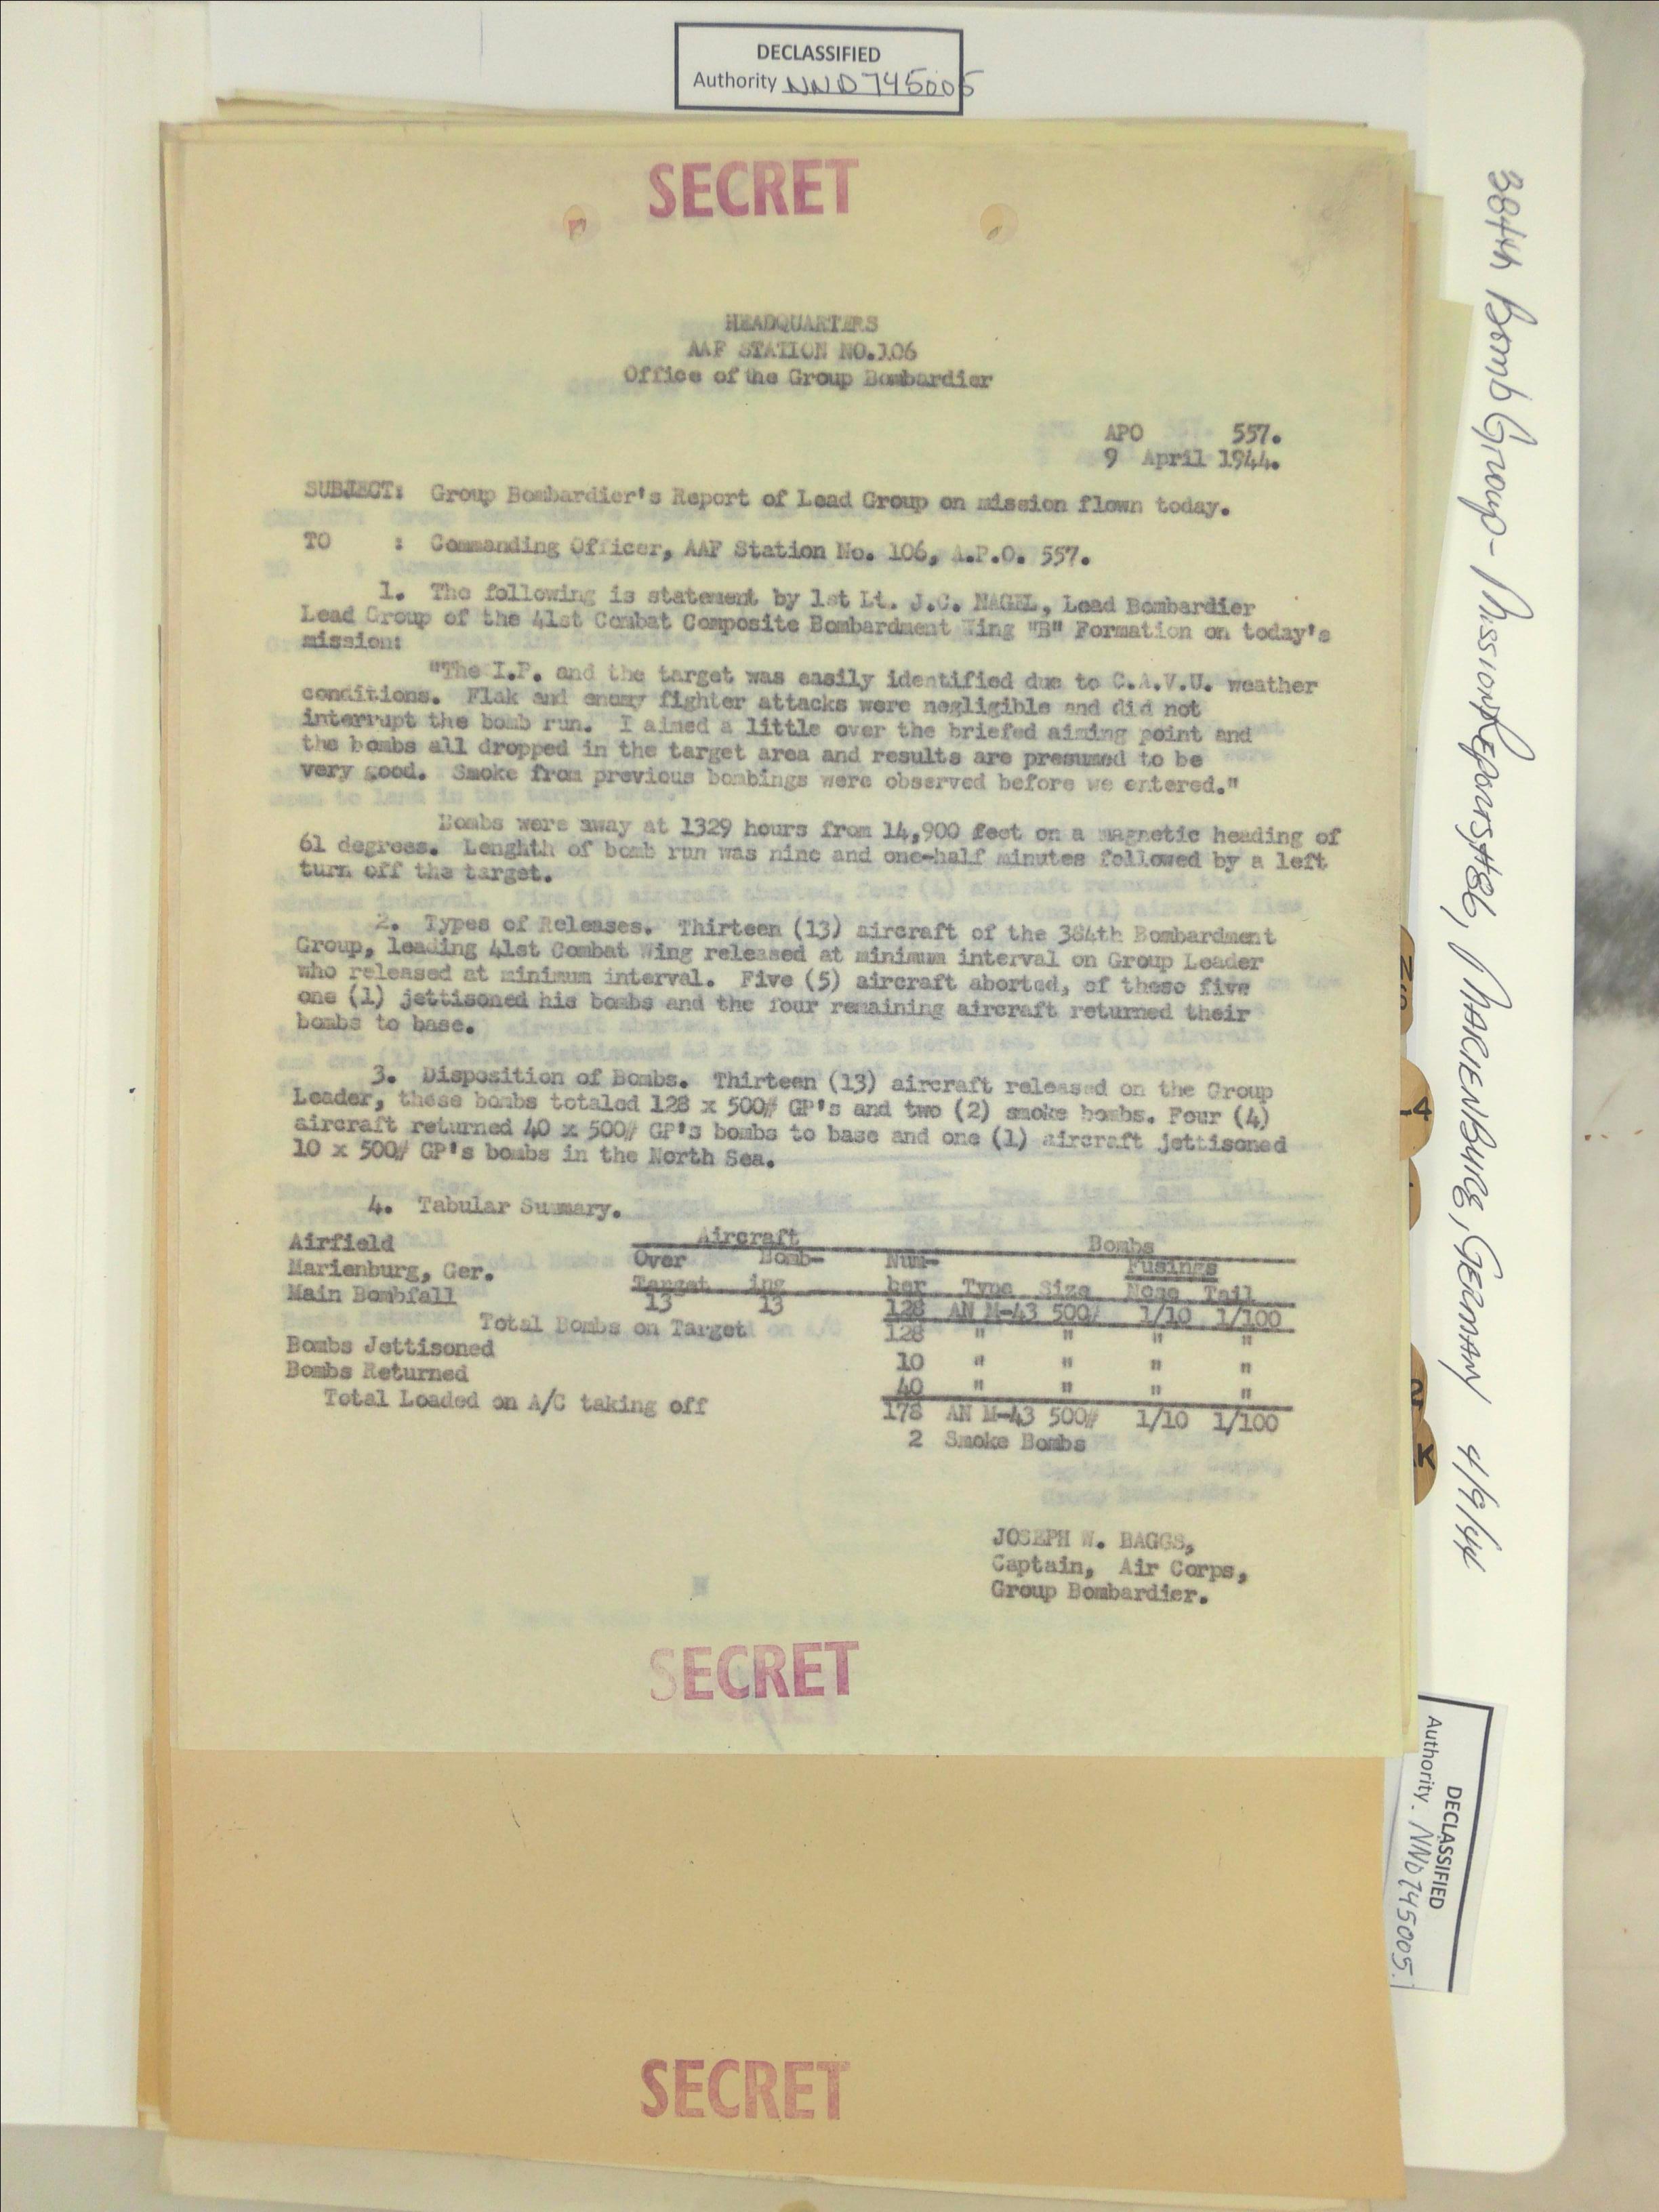 DECLASSIFIED
Authority NND 745005
SECRET
HEADQUARTERS
AAF STATION NO.106
Office of the Group Bombardier
APO 557.
9 April 1944.
SUBJECT: Group Bombardier's Report of Lead Group on mission flown today.
TO : Commanding Officer, AAF Station No. 106, A.P.O. 557.
1. The following is statement by 1st Lt. J.C. NAGEL, Lead Bombardier
Lead Group of the 41st Combat Composite Bombardment Wing "B" Formation on today's
mission:
"The I.P. and the target was easily identified due to C.A.V.U. weather
conditions. Flak and enemy fighter attacks were negligible and did not
interrupt the bomb run. I aimed a little over the briefed aiming point and
the bombs all dropped in the target area and results are presumed to be
very good. Smoke from previous bombings were observed before we entered."
Bombs were away at 1329 hours from 14,900 feet on a magnetic heading of
61 degrees. Lenghth of bomb run was nine and one-half minutes followed by a left
turn off the target.
2. Types of Releases. Thirteen (13) aircraft of the 384th Bombardment
Group, leading 41st Combat Wing released at minimum interval on Group Leader
who released at minimum interval. Five (5) aircraft aborted, of these five
one (1) jettisoned his bombs and the four remaining aircraft returned their
bombs to base.
3. Disposition of Bombs. Thirteen (13) aircraft released on the Group
Leader, these bombs totaled 128 x 500# GP's and two (2) smoke bombs. Four (4)
aircraft returned 40 x 500# GP's bombs to base and one (1) aircraft jettisoned
10 x 500# GP's bombs in the North Sea.
4. Tabular Summary.
Airfield Aircraft Bombs
Marienburg, Ger. Over Bomb- Num- Fusings
Main Bombfall Target ing ber Type Size Nose Tail
13 13 128 AN M-43 500# 1/10 1/100
Total Bombs on Target 128 " " " "
Bombs Jettisoned 10 " " " "
Bombs Returned 40 " " " "
Total Loaded on A/C taking off 178 AN M-43 500# 1/10 1/100
2 Smoke Bombs
JOSEPH W. BAGGS,
Captain, Air Corps,
Group Bombardier.
SECRET
SECRET
384th Bomb Group - Mission Reports #86, MARIENBURG, GERMANY 4/9/44
DECLASSIFIED
Authority. NND 745005.